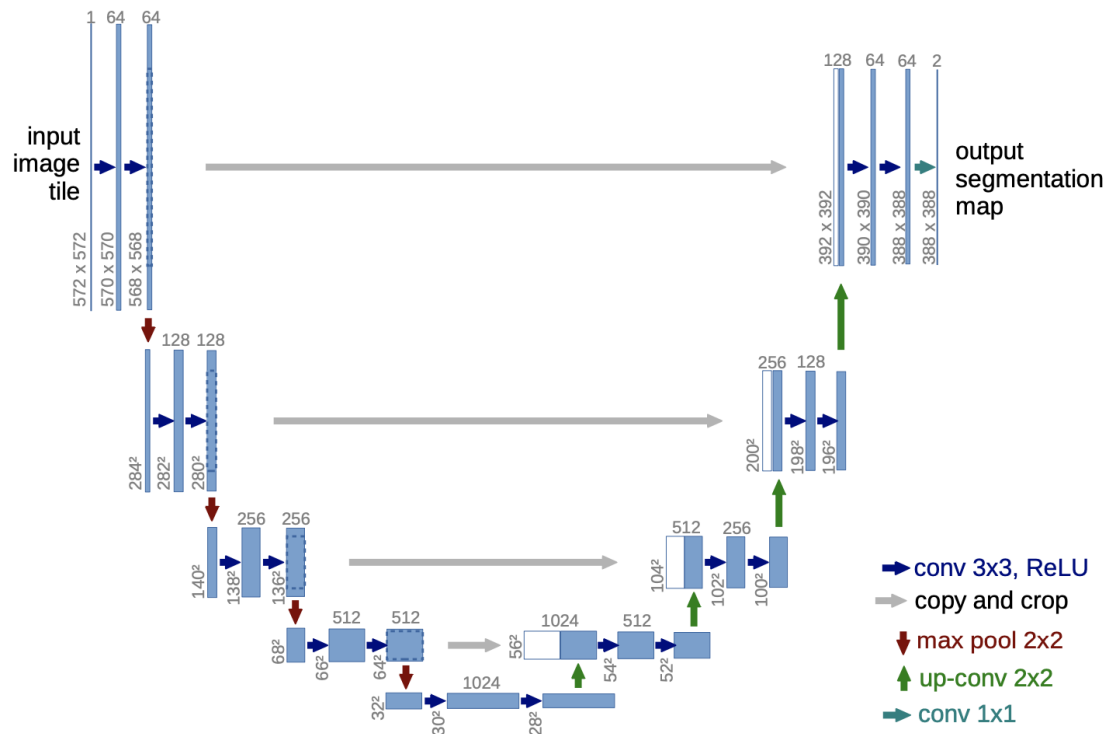 1 64 64
128
64
64
2
input
image
tile
output
segmentation
map
572 x 572
570 x 570
568 x 568
392 x 392
390 x 390
388 x 388
388 x 388
128 128
256 128
284²
282²
280²
200²
198²
196²
256 256
512 256
140²
138²
136²
104²
102²
100²
conv 3x3, ReLU
copy and crop
max pool 2x2
up-conv 2x2
conv 1x1
512 512
1024 512
68²
66²
64²
56²
54²
52²
1024
32²
30²
28²